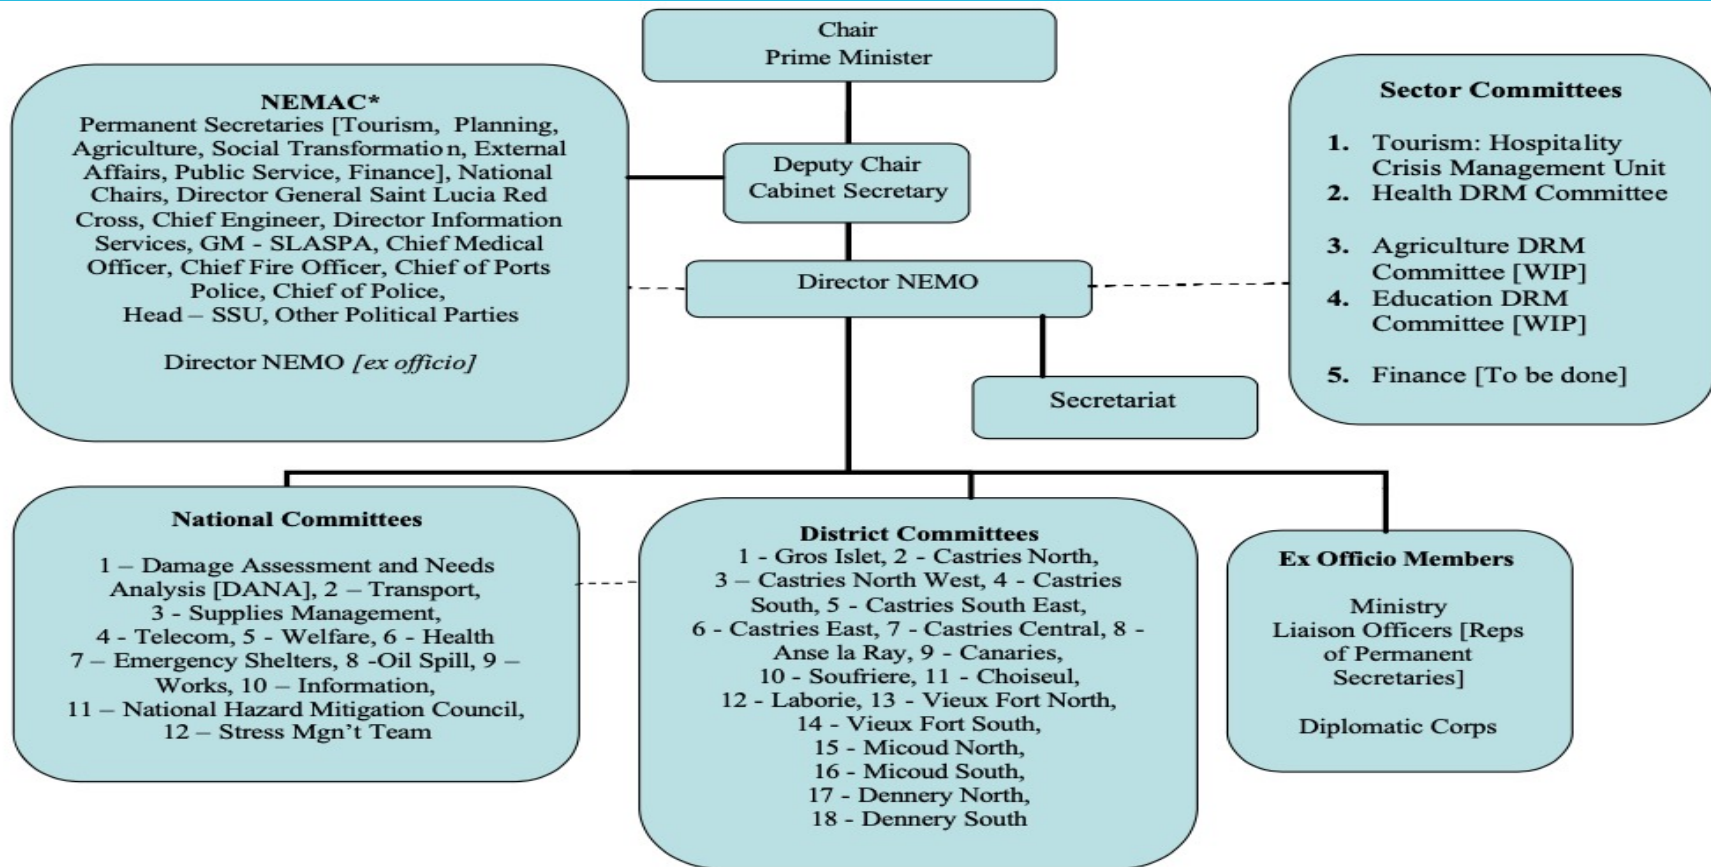 Chair
Prime Minister
NEMAC*
Permanent Secretaries [Tourism, Planning,
Agriculture, Social Transformation, External
Affairs, Public Service, Finance], National
Chairs, Director General Saint Lucia Red
Cross, Chief Engineer, Director Information
Services, GM - SLASPA, Chief Medical
Officer, Chief Fire Officer, Chief of Ports
Police, Chief of Police,
Head – SSU, Other Political Parties
Director NEMO [ex officio]
Deputy Chair
Cabinet Secretary
Director NEMO
Secretariat
Sector Committees
1. Tourism: Hospitality
Crisis Management Unit
2. Health DRM Committee
3. Agriculture DRM
Committee [WIP]
4. Education DRM
Committee [WIP]
5. Finance [To be done]
National Committees
1 – Damage Assessment and Needs
Analysis [DANA], 2 – Transport,
3 - Supplies Management,
4 - Telecom, 5 - Welfare, 6 - Health
7 – Emergency Shelters, 8 -Oil Spill, 9 –
Works, 10 – Information,
11 – National Hazard Mitigation Council,
12 – Stress Mgn’t Team
District Committees
1 - Gros Islet, 2 - Castries North,
3 – Castries North West, 4 - Castries
South, 5 - Castries South East,
6 - Castries East, 7 - Castries Central, 8 -
Anse la Ray, 9 - Canaries,
10 - Soufriere, 11 - Choiseul,
12 - Laborie, 13 - Vieux Fort North,
14 - Vieux Fort South,
15 - Micoud North,
16 - Micoud South,
17 - Dennery North,
18 - Dennery South
Ex Officio Members
Ministry
Liaison Officers [Reps
of Permanent
Secretaries]
Diplomatic Corps